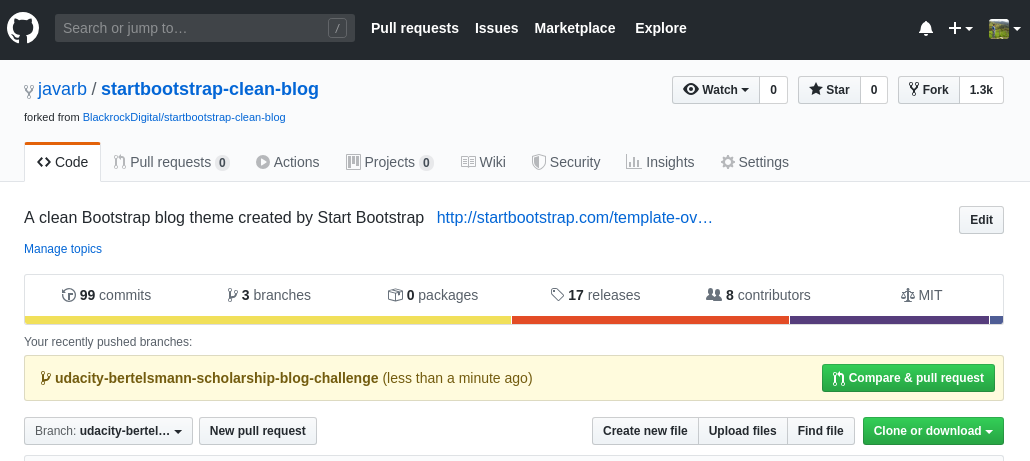 Search or jump to… / Pull requests Issues Marketplace Explore
javarb / startbootstrap-clean-blog Watch 0 Star 0 Fork 1.3k
forked from BlackrockDigital/startbootstrap-clean-blog
Code Pull requests 0 Actions Projects 0 Wiki Security Insights Settings
A clean Bootstrap blog theme created by Start Bootstrap http://startbootstrap.com/template-ov… Edit
Manage topics
99 commits 3 branches 0 packages 17 releases 8 contributors MIT
Your recently pushed branches:
udacity-bertelsmann-scholarship-blog-challenge (less than a minute ago) Compare & pull request
Branch: udacity-bertel… New pull request Create new file Upload files Find file Clone or download